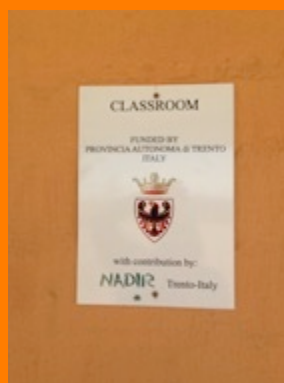 CLASSROOM
FUNDED BY
PROVINCIA AUTONOMA di TRENTO
ITALY
with contribution by:
NADIR Trento-Italy